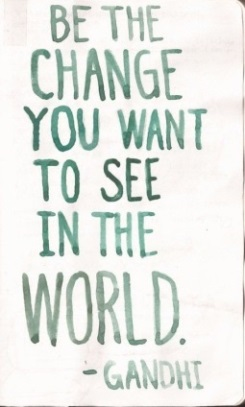 BE THE
CHANGE
YOU WANT
TO SEE
IN THE
WORLD.
- GANDHI